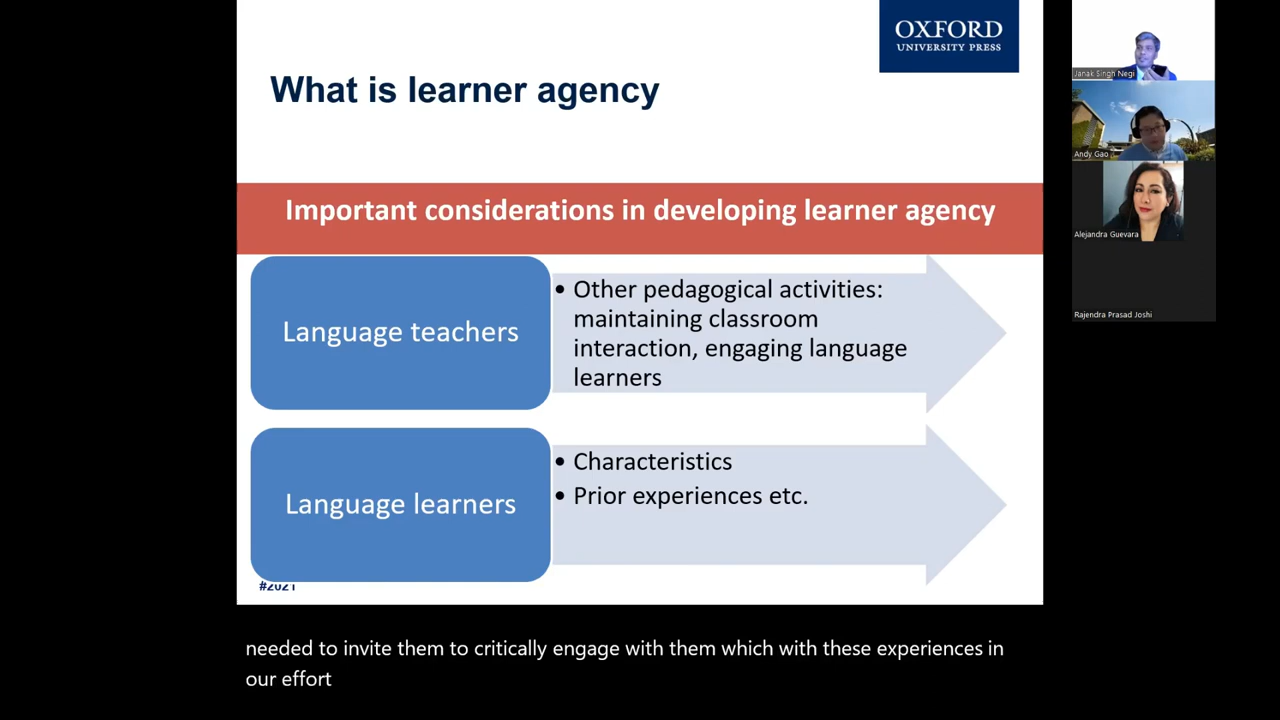 OXFORD
UNIVERSITY PRESS
What is learner agency
Important considerations in developing learner agency
Language teachers
• Other pedagogical activities:
maintaining classroom
interaction, engaging language
learners
Language learners
• Characteristics
• Prior experiences etc.
#2021
needed to invite them to critically engage with them which with these experiences in
our effort
Janak Singh Negi
Andy Gao
Alejandra Guevara
Rajendra Prasad Joshi